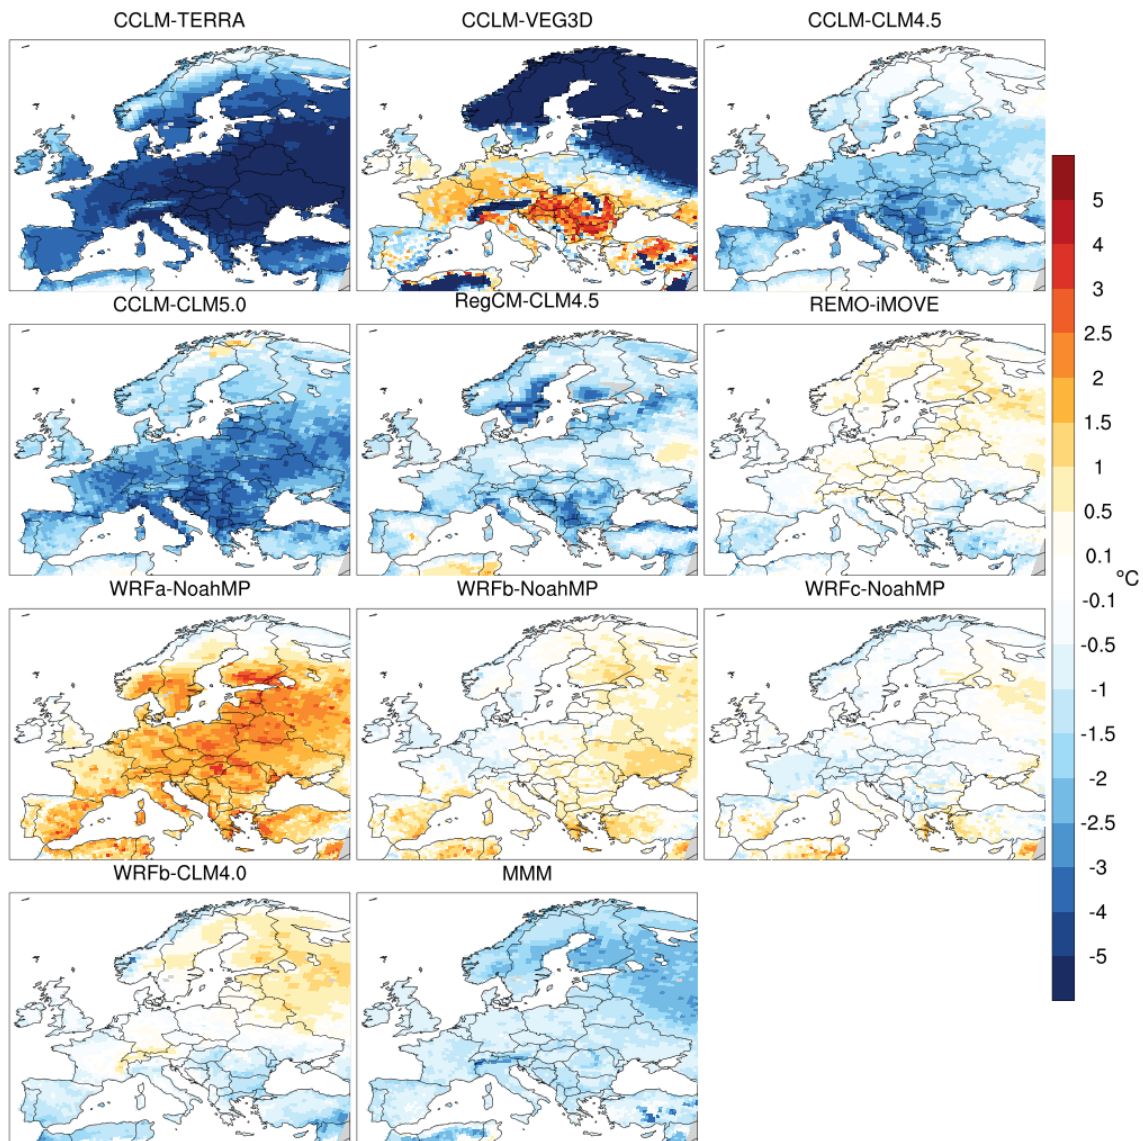 CCLM-TERRA
CCLM-VEG3D
CCLM-CLM4.5
CCLM-CLM5.0
RegCM-CLM4.5
REMO-iMOVE
WRFa-NoahMP
WRFb-NoahMP
WRFc-NoahMP
WRFb-CLM4.0
MMM
5
4
3
2.5
2
1.5
1
0.5
0.1
°C
-0.1
-0.5
-1
-1.5
-2
-2.5
-3
-4
-5